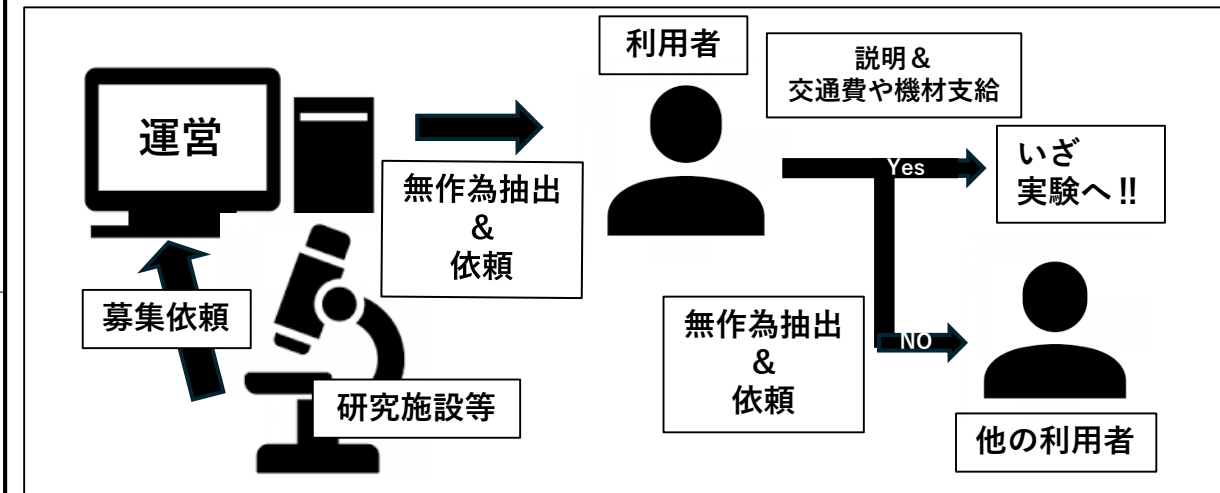 運営
募集依頼
研究施設等
無作為抽出
&
依頼
利用者
説明&
交通費や機材支給
Yes
いざ
実験へ‼
無作為抽出
&
依頼
NO
他の利用者